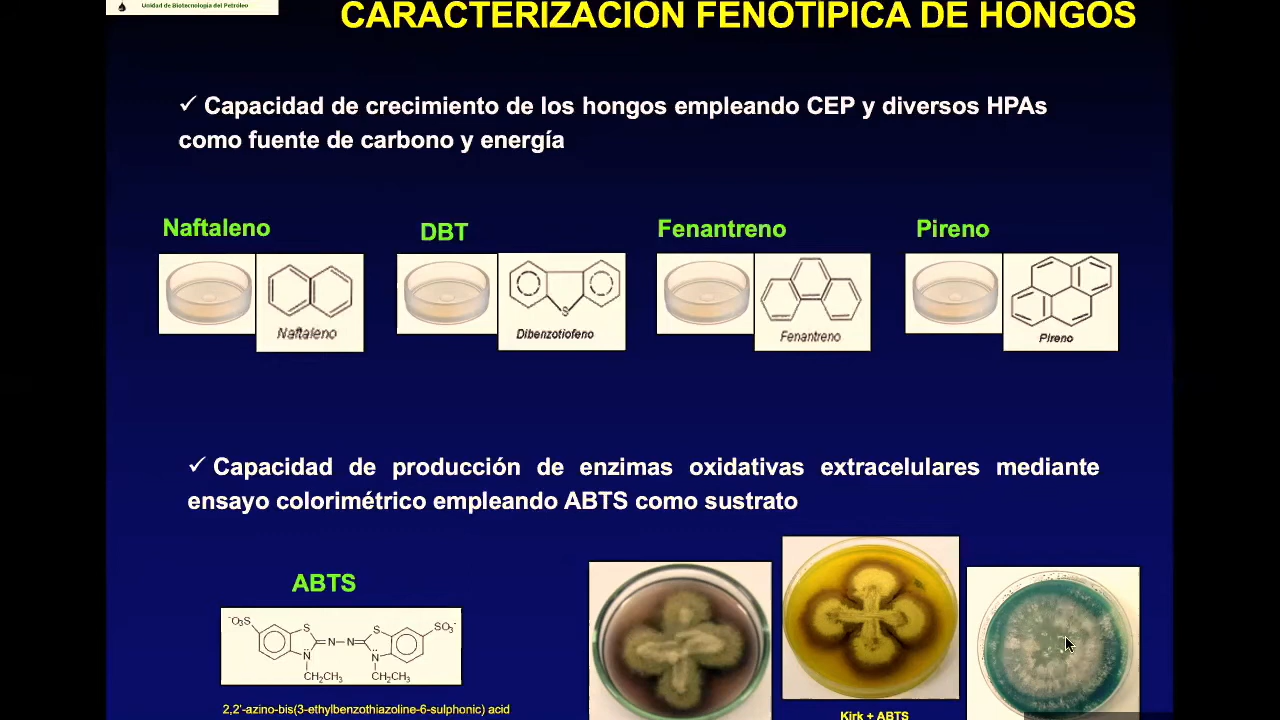 Unidad de Biotecnología del Petróleo
CARACTERIZACIÓN FENOTÍPICA DE HONGOS
✓ Capacidad de crecimiento de los hongos empleando CEP y diversos HPAs
como fuente de carbono y energía
Naftaleno
DBT
Fenantreno
Pireno
Naftaleno
Dibenzotiofeno
Fenantreno
Pireno
✓ Capacidad de producción de enzimas oxidativas extracelulares mediante
ensayo colorimétrico empleando ABTS como sustrato
ABTS
⁻O₃S
S
N
N
S
SO₃⁻
N
N
CH₂CH₃
CH₂CH₃
2,2'-azino-bis(3-ethylbenzothiazoline-6-sulphonic) acid
Kirk + ABTS